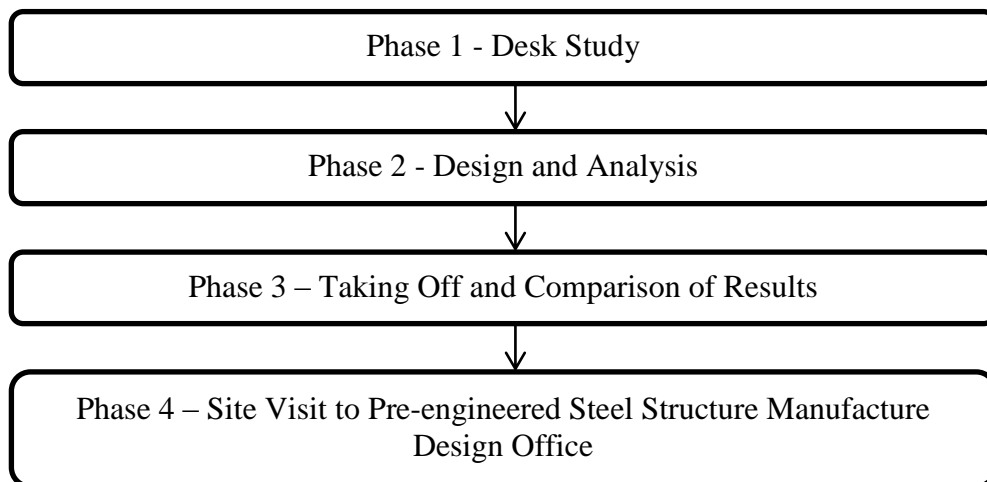 Phase 1 - Desk Study
Phase 2 - Design and Analysis
Phase 3 – Taking Off and Comparison of Results
Phase 4 – Site Visit to Pre-engineered Steel Structure Manufacture
Design Office